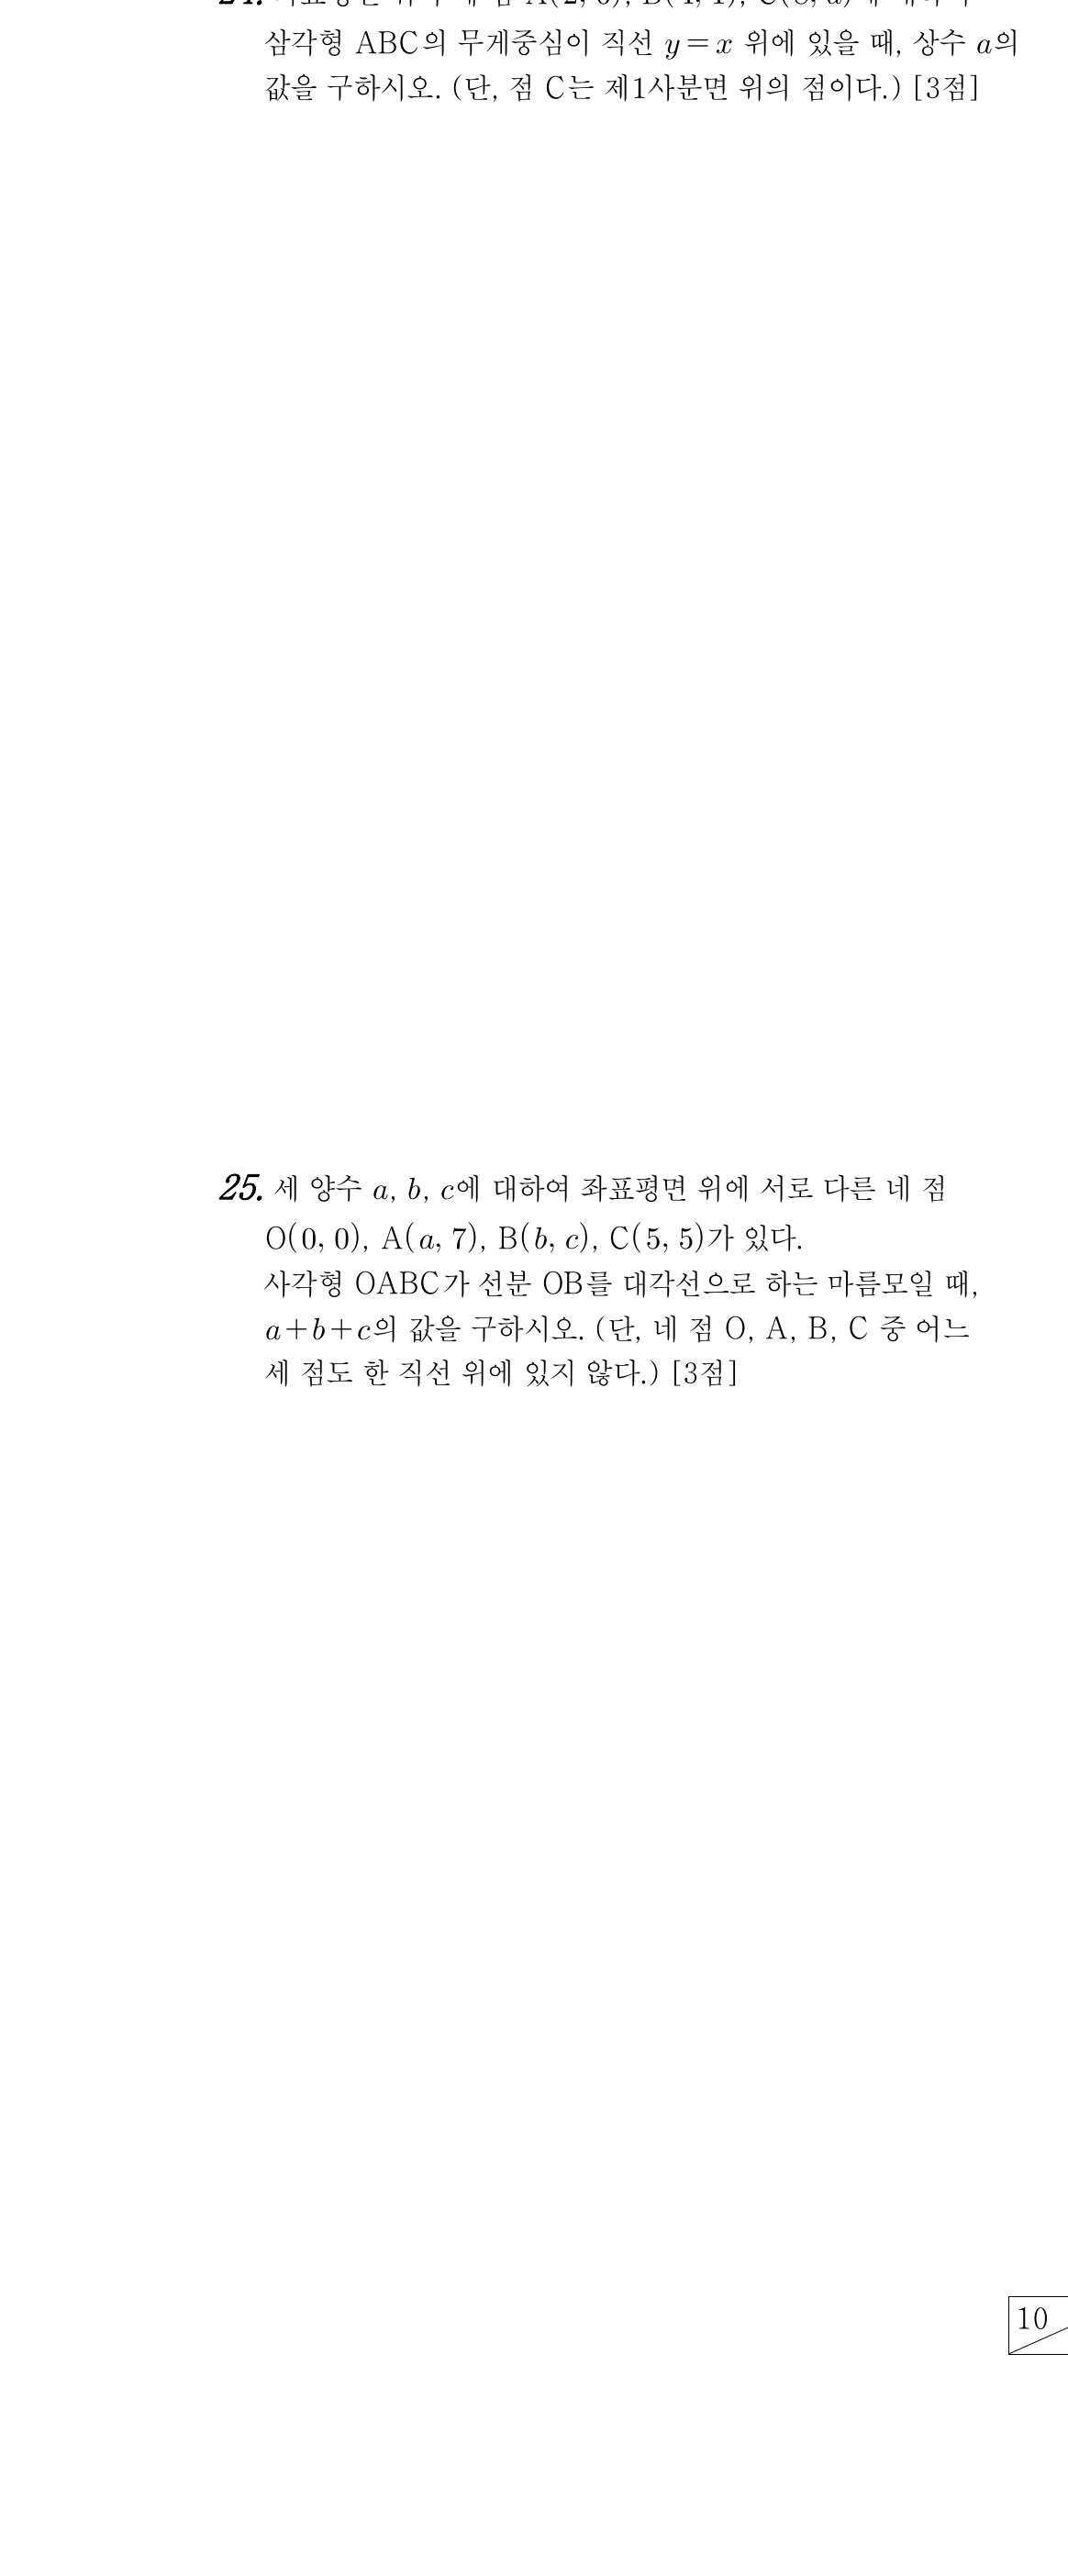 삼각형 ABC의 무게중심이 직선 y=x 위에 있을 때, 상수 a의
값을 구하시오. (단, 점 C는 제1사분면 위의 점이다.) [3점]
25. 세 양수 a, b, c에 대하여 좌표평면 위에 서로 다른 네 점
O(0, 0), A(a, 7), B(b, c), C(5, 5)가 있다.
사각형 OABC가 선분 OB를 대각선으로 하는 마름모일 때,
a+b+c의 값을 구하시오. (단, 네 점 O, A, B, C 중 어느
세 점도 한 직선 위에 있지 않다.) [3점]
10